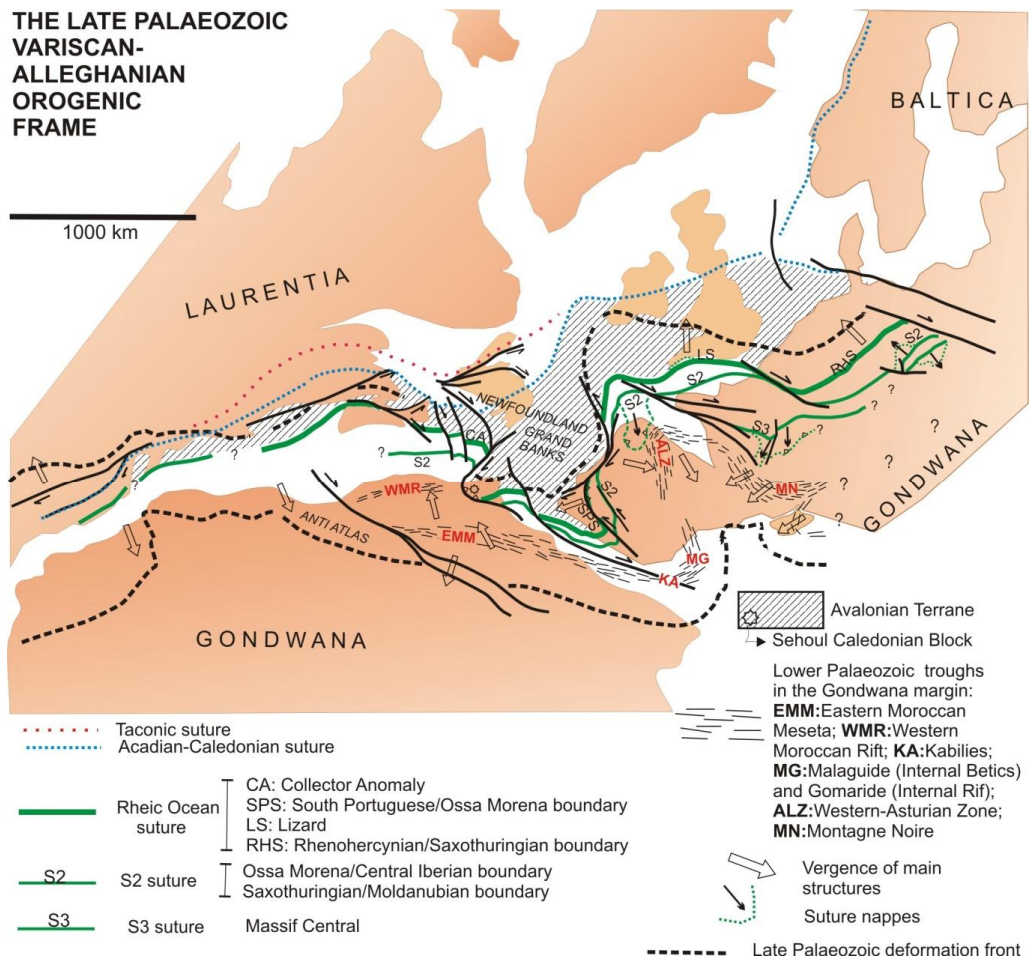 THE LATE PALAEOZOIC
VARISCAN-
ALLEGHANIAN
OROGENIC
FRAME
BALTICA
1000 km
LAURENTIA
LS
S2
RHS
S2
S2
S3
?
?
NEWFOUNDLAND
GRAND
BANKS
CA
S2
?
?
?
ALZ
S2
SPS
WMR
MN
?
?
GONDWANA
ANTI ATLAS
EMM
MG
KA
GONDWANA
Avalonian Terrane
Sehoul Caledonian Block
Lower Palaeozoic troughs
in the Gondwana margin:
EMM:Eastern Moroccan
Meseta; WMR:Western
Moroccan Rift; KA:Kabilies;
MG:Malaguide (Internal Betics)
and Gomaride (Internal Rif);
ALZ:Western-Asturian Zone;
MN:Montagne Noire
Vergence of main
structures
Suture nappes
Late Palaeozoic deformation front
Taconic suture
Acadian-Caledonian suture
Rheic Ocean
suture
CA: Collector Anomaly
SPS: South Portuguese/Ossa Morena boundary
LS: Lizard
RHS: Rhenohercynian/Saxothuringian boundary
S2
S2 suture
Ossa Morena/Central Iberian boundary
Saxothuringian/Moldanubian boundary
S3
S3 suture
Massif Central